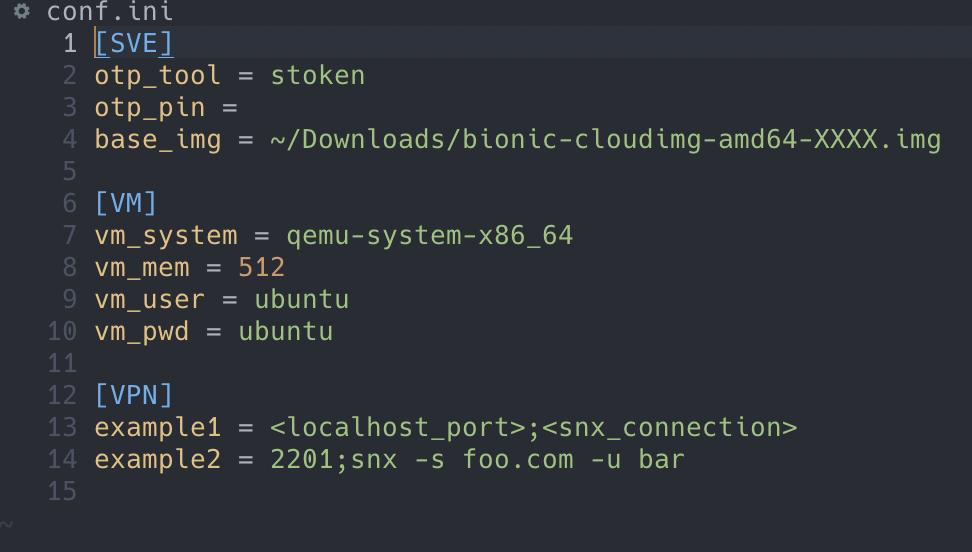 conf.ini
1 [SVE]
2 otp_tool = stoken
3 otp_pin =
4 base_img = ~/Downloads/bionic-cloudimg-amd64-XXXX.img
5
6 [VM]
7 vm_system = qemu-system-x86_64
8 vm_mem = 512
9 vm_user = ubuntu
10 vm_pwd = ubuntu
11
12 [VPN]
13 example1 = <localhost_port>;<snx_connection>
14 example2 = 2201;snx -s foo.com -u bar
15
~